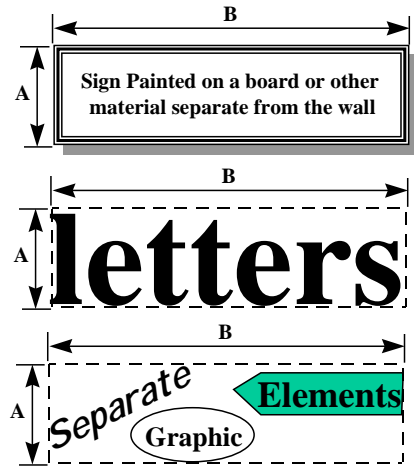 B
A
Sign Painted on a board or other
material separate from the wall
B
A
letters
B
A
Separate
Elements
Graphic